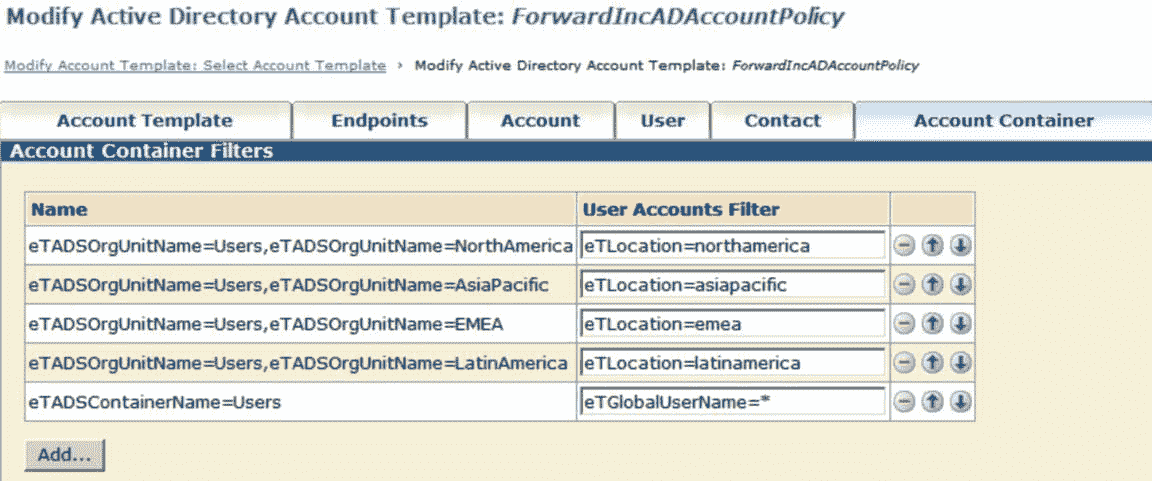 Modify Active Directory Account Template: ForwardIncADAccountPolicy
Modify Account Template: Select Account Template › Modify Active Directory Account Template: ForwardIncADAccountPolicy
Account Template Endpoints Account User Contact Account Container
Account Container Filters
Name User Accounts Filter
eTADSOrgUnitName=Users,eTADSOrgUnitName=NorthAmerica eTLocation=northamerica
eTADSOrgUnitName=Users,eTADSOrgUnitName=AsiaPacific eTLocation=asiapacific
eTADSOrgUnitName=Users,eTADSOrgUnitName=EMEA eTLocation=emea
eTADSOrgUnitName=Users,eTADSOrgUnitName=LatinAmerica eTLocation=latinamerica
eTADSContainerName=Users eTGlobalUserName=*
Add...